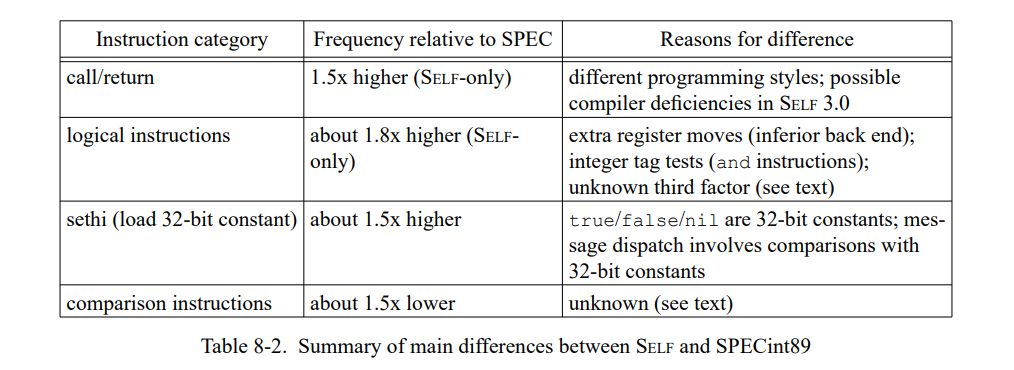 Instruction category Frequency relative to SPEC Reasons for difference
call/return 1.5x higher (SELF-only) different programming styles; possible
compiler deficiencies in SELF 3.0
logical instructions about 1.8x higher (SELF- extra register moves (inferior back end);
only) integer tag tests (and instructions);
unknown third factor (see text)
sethi (load 32-bit constant) about 1.5x higher true/false/nil are 32-bit constants; mes-
sage dispatch involves comparisons with
32-bit constants
comparison instructions about 1.5x lower unknown (see text)
Table 8-2. Summary of main differences between SELF and SPECint89